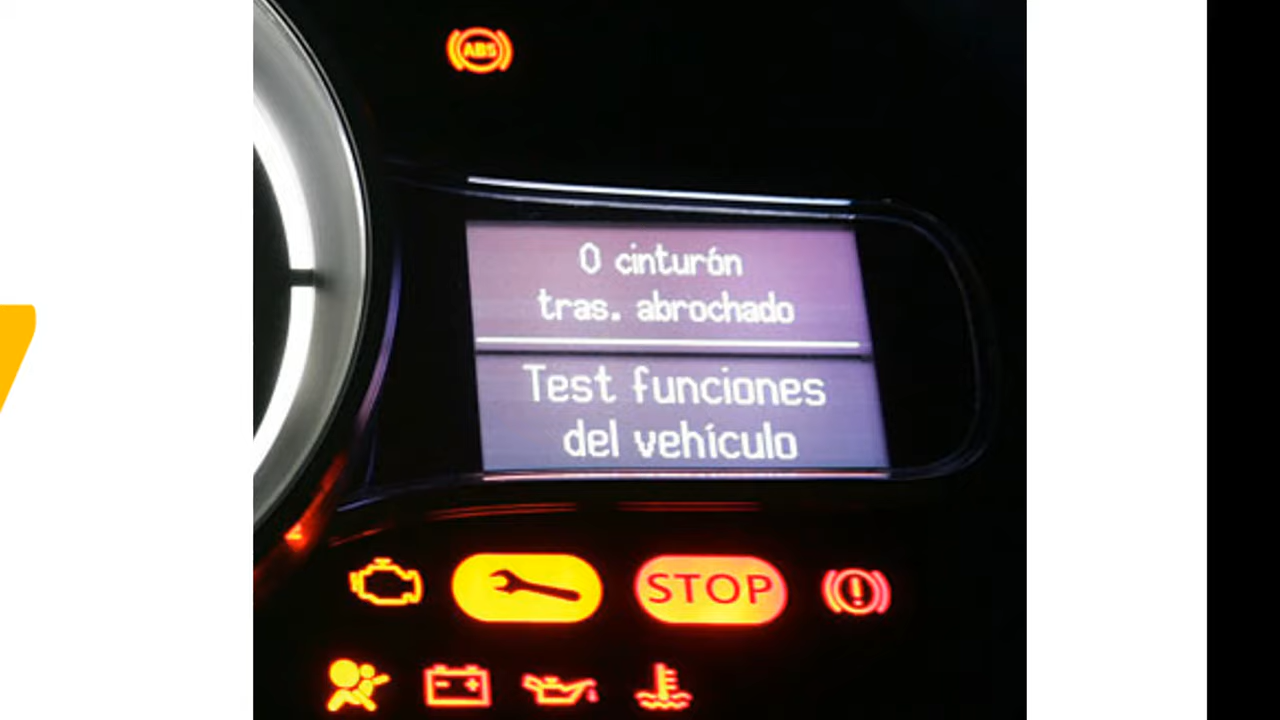 ABS
0 cinturón
tras. abrochado
Test funciones
del vehículo
STOP